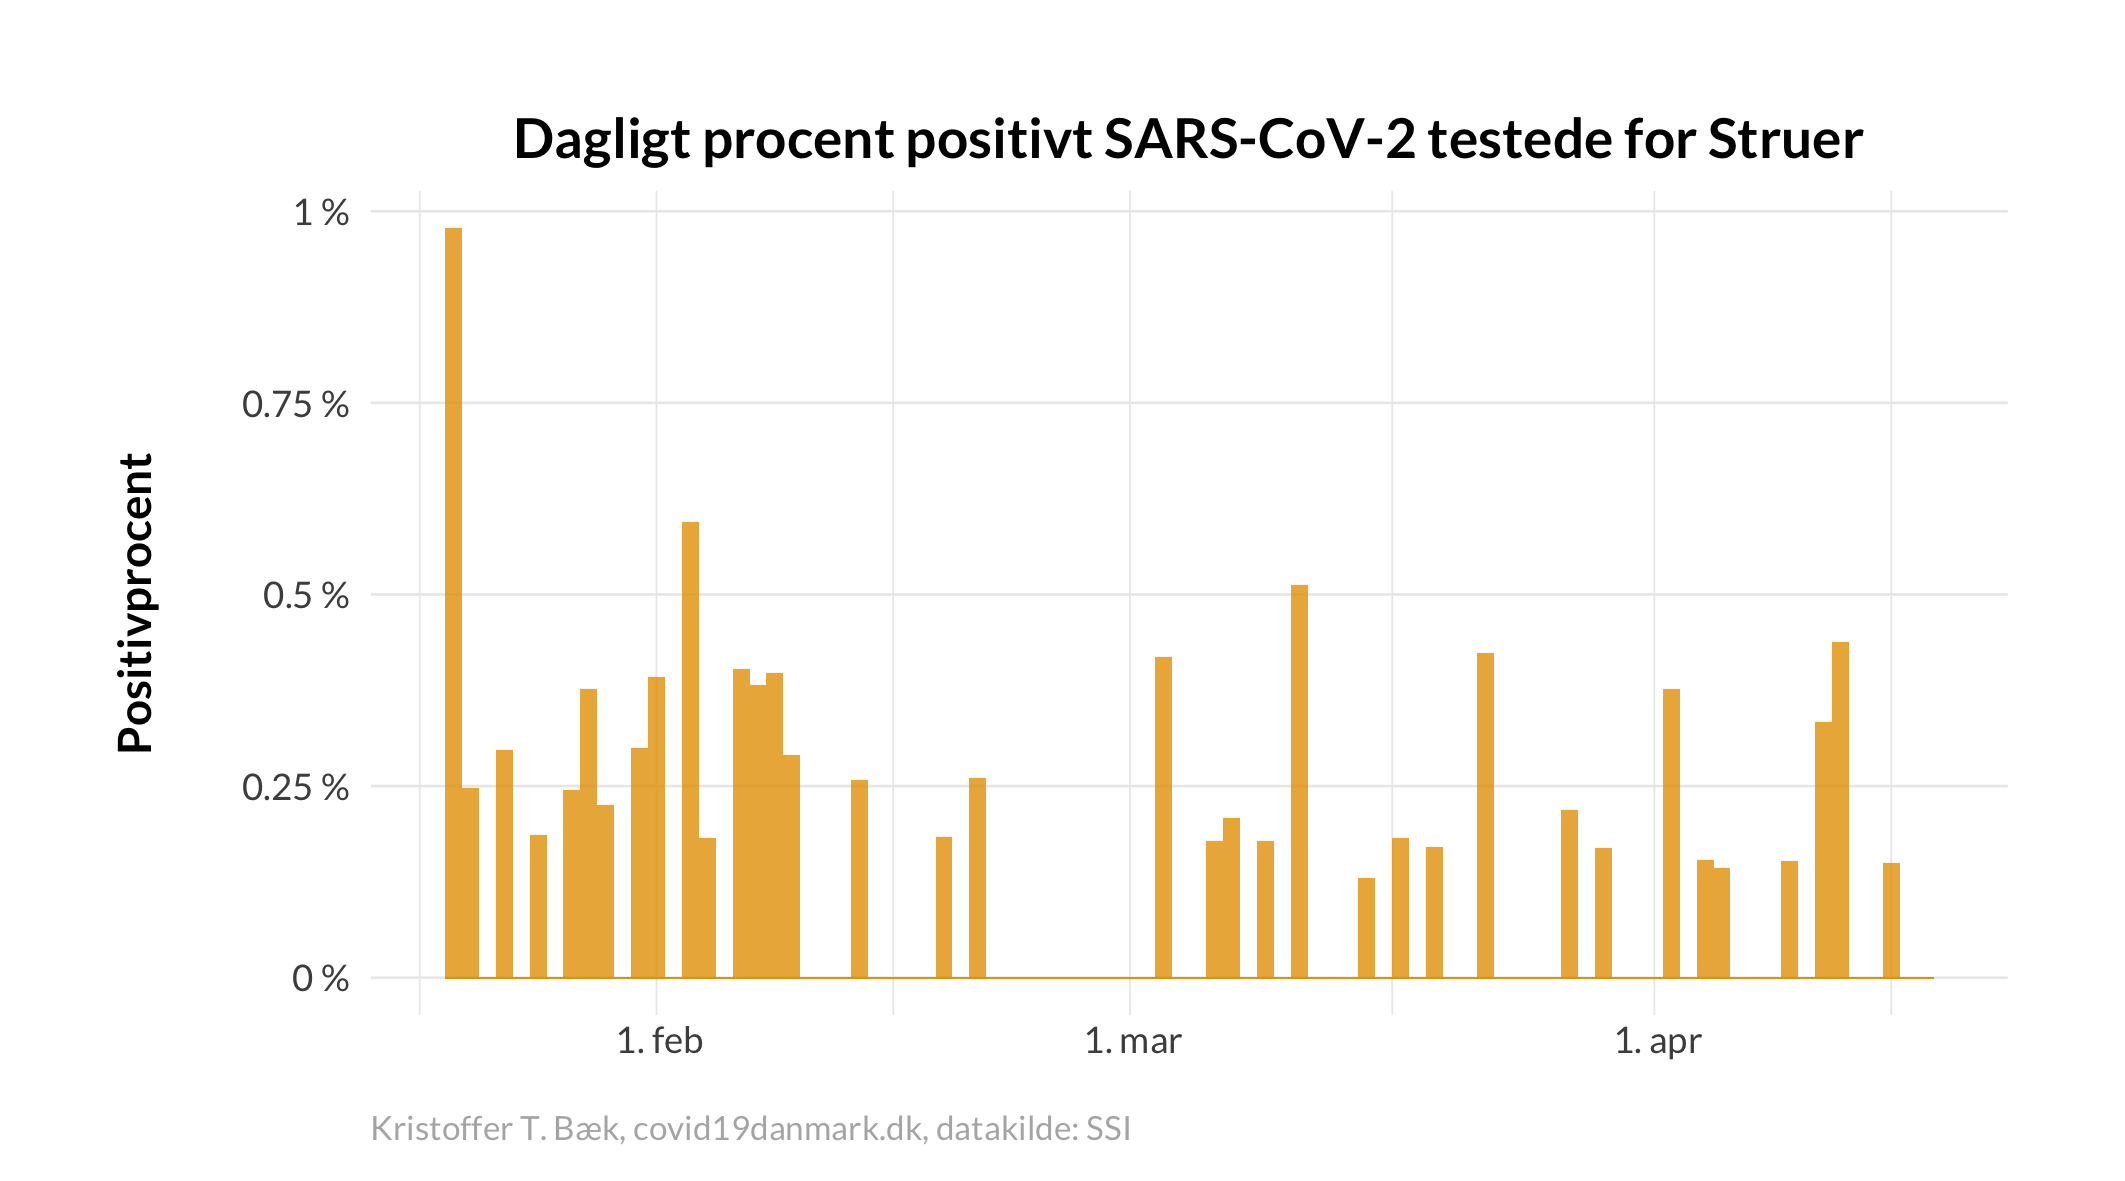 Dagligt procent positivt SARS-CoV-2 testede for Struer
Positivprocent
1 %
0.75 %
0.5 %
0.25 %
0 %
1. feb
1. mar
1. apr
Kristoffer T. Bæk, covid19danmark.dk, datakilde: SSI